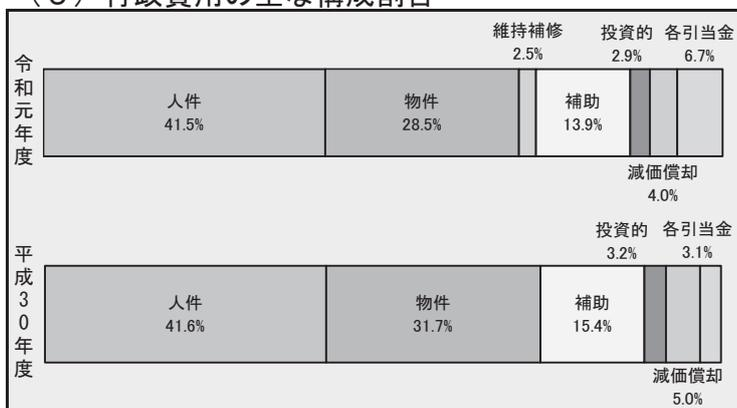 （３）行政費用の主な構成割合
令和元年度
維持補修
2.5%
投資的
2.9%
各引当金
6.7%
人件
41.5%
物件
28.5%
補助
13.9%
減価償却
4.0%
平成30年度
投資的
3.2%
各引当金
3.1%
人件
41.6%
物件
31.7%
補助
15.4%
減価償却
5.0%